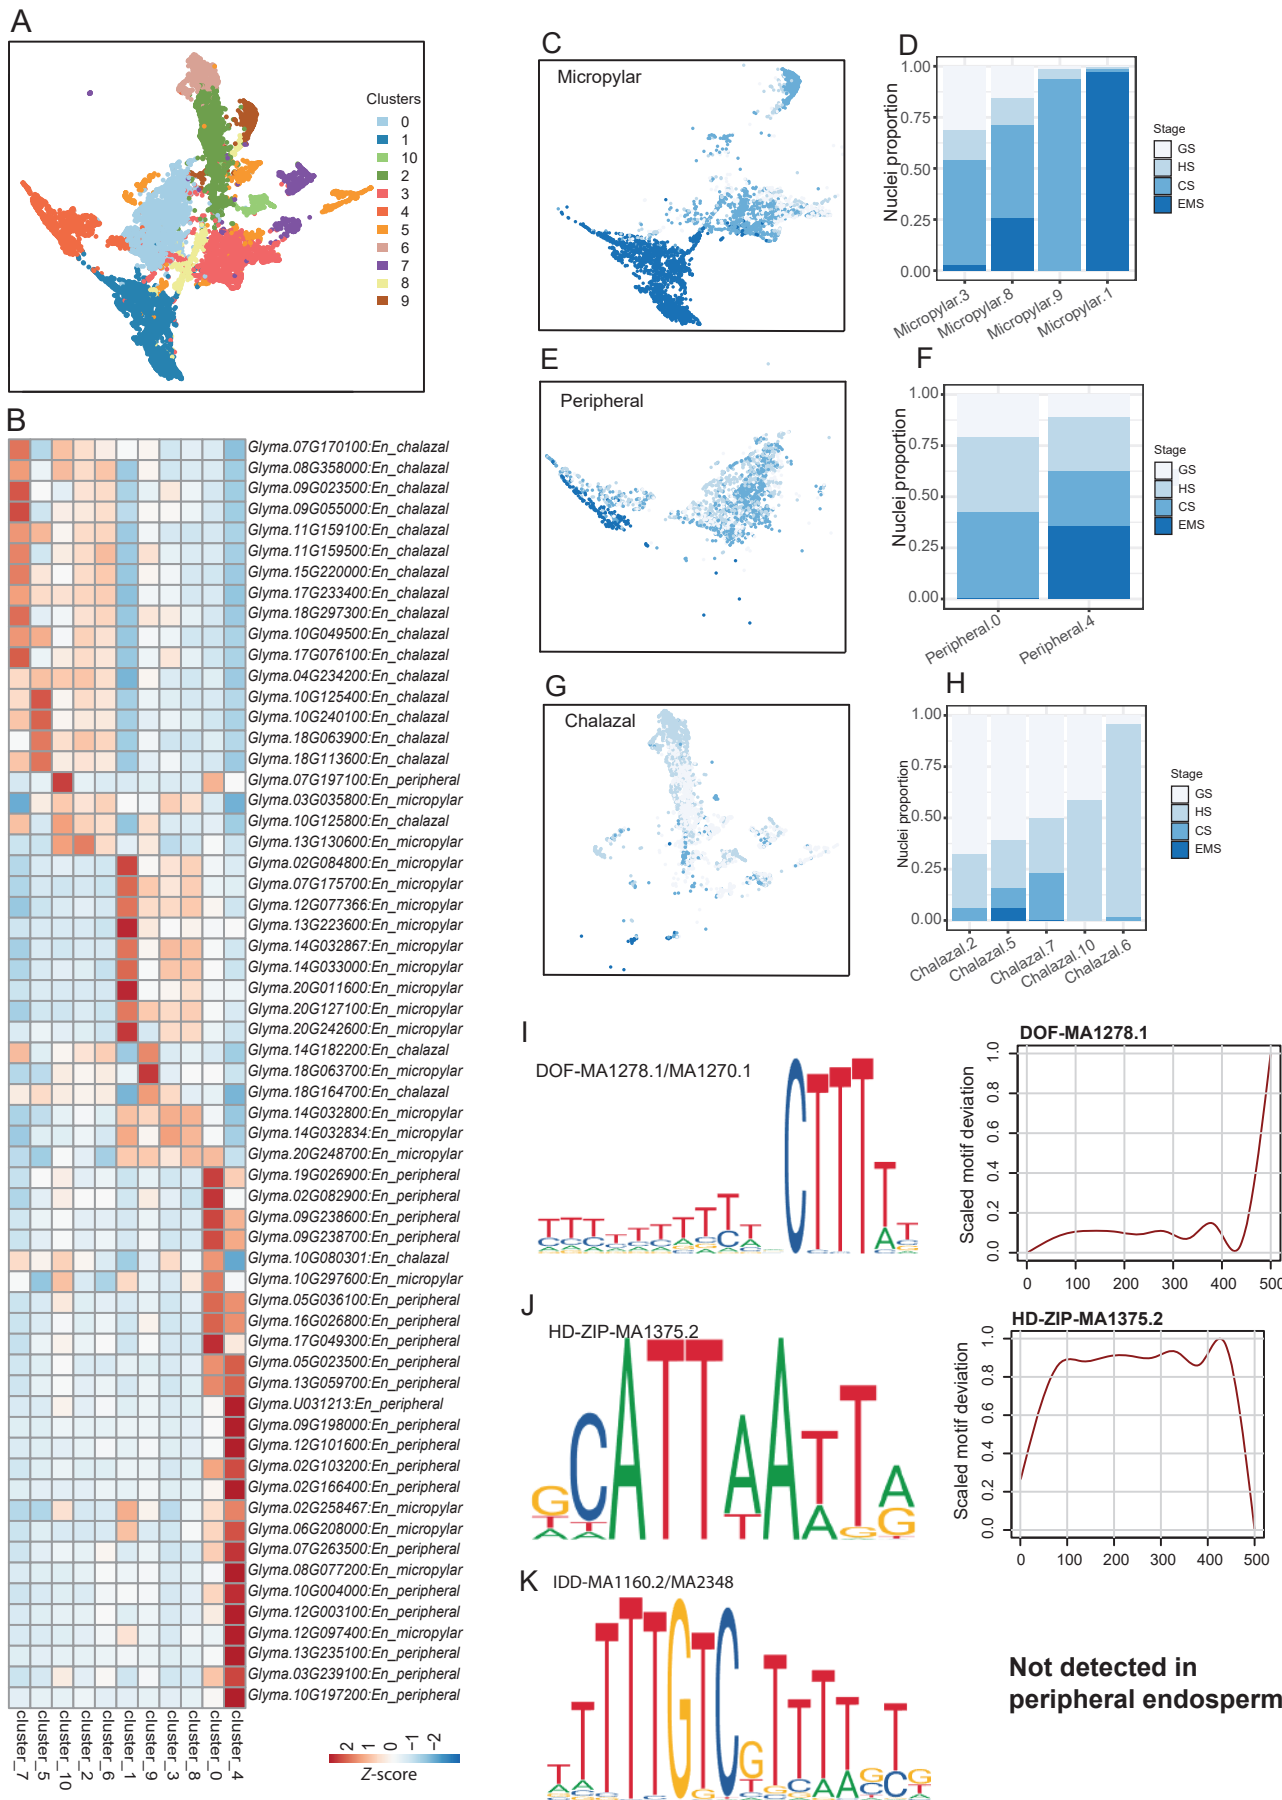 A
Clusters
0
1
10
2
3
4
5
6
7
8
9
B
Glyma.07G170100:En_chalazal
Glyma.08G358000:En_chalazal
Glyma.09G023500:En_chalazal
Glyma.09G055000:En_chalazal
Glyma.11G159100:En_chalazal
Glyma.11G159500:En_chalazal
Glyma.15G220000:En_chalazal
Glyma.17G233400:En_chalazal
Glyma.18G297300:En_chalazal
Glyma.10G049500:En_chalazal
Glyma.17G076100:En_chalazal
Glyma.04G234200:En_chalazal
Glyma.10G125400:En_chalazal
Glyma.10G240100:En_chalazal
Glyma.18G063900:En_chalazal
Glyma.18G113600:En_chalazal
Glyma.07G197100:En_peripheral
Glyma.03G035800:En_micropylar
Glyma.10G125800:En_chalazal
Glyma.13G130600:En_micropylar
Glyma.02G084800:En_micropylar
Glyma.07G175700:En_micropylar
Glyma.12G077366:En_micropylar
Glyma.13G223600:En_micropylar
Glyma.14G032867:En_micropylar
Glyma.14G033000:En_micropylar
Glyma.20G011600:En_micropylar
Glyma.20G127100:En_micropylar
Glyma.20G242600:En_micropylar
Glyma.14G182200:En_chalazal
Glyma.18G063700:En_micropylar
Glyma.18G164700:En_chalazal
Glyma.14G032800:En_micropylar
Glyma.14G032834:En_micropylar
Glyma.20G248700:En_micropylar
Glyma.19G026900:En_peripheral
Glyma.02G082900:En_peripheral
Glyma.09G238600:En_peripheral
Glyma.09G238700:En_peripheral
Glyma.10G080301:En_chalazal
Glyma.10G297600:En_micropylar
Glyma.05G036100:En_peripheral
Glyma.16G026800:En_peripheral
Glyma.17G049300:En_peripheral
Glyma.05G023500:En_peripheral
Glyma.13G059700:En_peripheral
Glyma.U031213:En_peripheral
Glyma.09G198000:En_peripheral
Glyma.12G101600:En_peripheral
Glyma.02G103200:En_peripheral
Glyma.02G166400:En_peripheral
Glyma.02G258467:En_micropylar
Glyma.06G208000:En_micropylar
Glyma.07G263500:En_peripheral
Glyma.08G077200:En_micropylar
Glyma.10G004000:En_peripheral
Glyma.12G003100:En_peripheral
Glyma.12G097400:En_micropylar
Glyma.13G235100:En_peripheral
Glyma.03G239100:En_peripheral
Glyma.10G197200:En_peripheral
cluster_7
cluster_5
cluster_10
cluster_2
cluster_6
cluster_1
cluster_9
cluster_3
cluster_8
cluster_0
cluster_4
2 1 0 −1 −2
Z-score
C
Micropylar
D
Nuclei proportion
1.00
0.75
0.50
0.25
0.00
Micropylar.3
Micropylar.8
Micropylar.9
Micropylar.1
Stage
GS
HS
CS
EMS
E
Peripheral
F
Nuclei proportion
1.00
0.75
0.50
0.25
0.00
Peripheral.0
Peripheral.4
Stage
GS
HS
CS
EMS
G
Chalazal
H
Nuclei proportion
1.00
0.75
0.50
0.25
0.00
Chalazal.2
Chalazal.5
Chalazal.7
Chalazal.10
Chalazal.6
Stage
GS
HS
CS
EMS
I
DOF-MA1278.1/MA1270.1
DOF-MA1278.1
Scaled motif deviation
1.0
0.8
0.6
0.4
0.2
0.0
0 100 200 300 400 500
J
HD-ZIP-MA1375.2
HD-ZIP-MA1375.2
Scaled motif deviation
1.0
0.8
0.6
0.4
0.2
0.0
0 100 200 300 400 500
K
IDD-MA1160.2/MA2348
Not detected in
peripheral endosperm